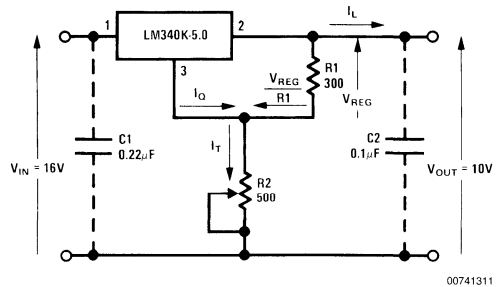 I_L
1
LM340K-5.0
2
3
R1
300
V_REG
R1
I_Q
V_REG
C1
0.22μF
I_T
C2
0.1μF
V_IN = 16V
R2
500
V_OUT = 10V
00741311